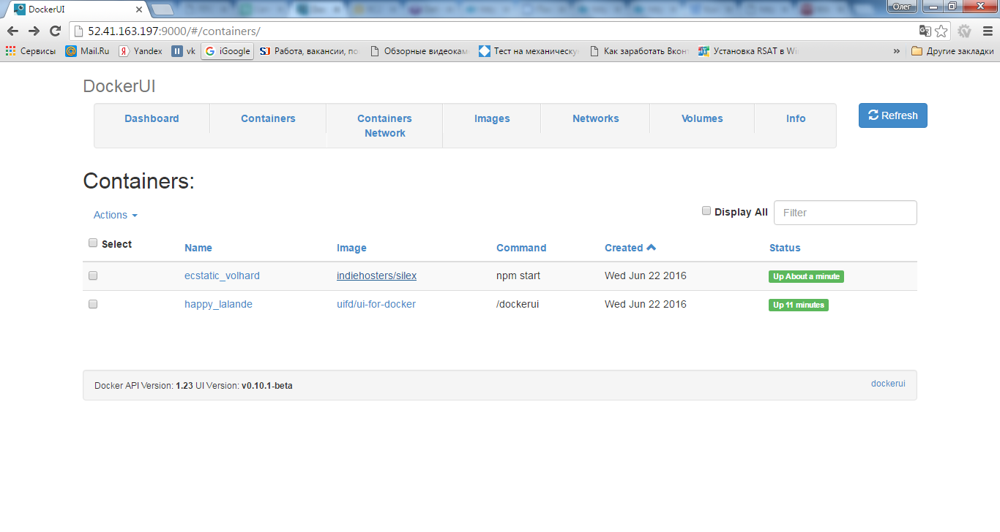 DockerUI
Олег
52.41.163.197:9000/#/containers/
Сервисы Mail.Ru Yandex vk iGoogle Работа, вакансии, по Обзорные видеокам Тест на механическу Как заработать Вконт Установка RSAT в Wi » Другие закладки
DockerUI
Dashboard Containers Containers Network Images Networks Volumes Info Refresh
Containers:
Actions Display All Filter
Select Name Image Command Created Status
ecstatic_volhard indiehosters/silex npm start Wed Jun 22 2016 Up About a minute
happy_lalande uifd/ui-for-docker /dockerui Wed Jun 22 2016 Up 11 minutes
Docker API Version: 1.23 UI Version: v0.10.1-beta dockerui